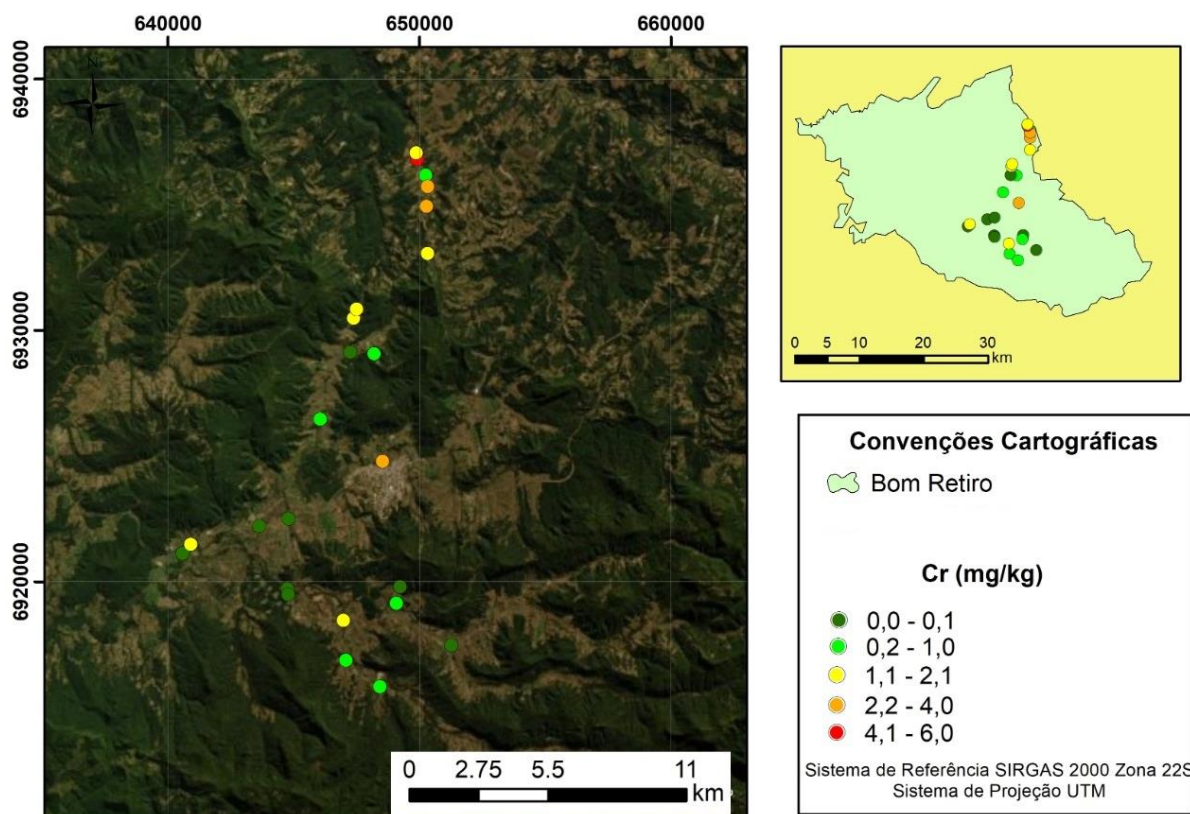 640000 650000 660000
6940000
6930000
6920000
N
0 2.75 5.5 11
km
0 5 10 20 30
km
Convenções Cartográficas
Bom Retiro
Cr (mg/kg)
0,0 - 0,1
0,2 - 1,0
1,1 - 2,1
2,2 - 4,0
4,1 - 6,0
Sistema de Referência SIRGAS 2000 Zona 22S
Sistema de Projeção UTM